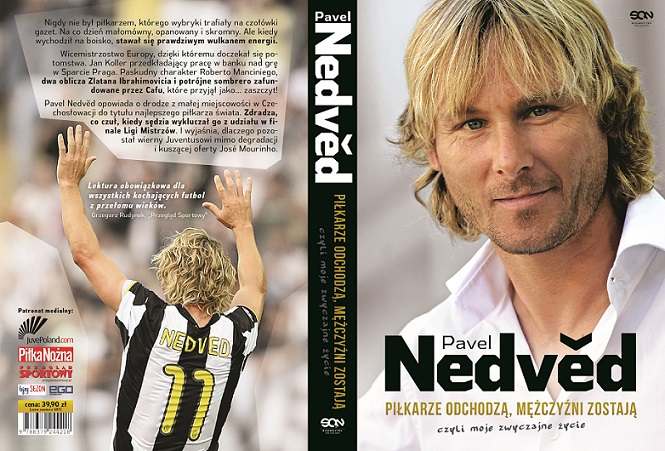 Nigdy nie był piłkarzem, którego wybryki trafiały na czołówki
gazet. Na co dzień małomówny, opanowany i skromny. Ale kiedy
wychodził na boisko, stawał się prawdziwym wulkanem energii.
Wicemistrzostwo Europy, dzięki któremu doczekał się po-
tomstwa. Jan Koller przedkładający pracę w banku nad grę
w Sparcie Praga. Paskudny charakter Roberto Manciniego,
dwa oblicza Zlatana Ibrahimovicia i potrójne sombrero zafun-
dowane przez Cafu, które przyjął jako… zaszczyt!
Pavel Nedvěd opowiada o drodze z małej miejscowości w Cze-
chosłowacji do tytułu najlepszego piłkarza świata. Zdradza,
co czuł, kiedy sędzia wykluczał go z udziału w fi-
nale Ligi Mistrzów. I wyjaśnia, dlaczego pozo-
stał wierny Juventusowi mimo degradacji
i kuszącej oferty José Mourinho.
Lektura obowiązkowa dla
wszystkich kochających futbol
z przełomu wieków.
Grzegorz Rudynek, „Przegląd Sportowy"
NEDVED
11
Patronat medialny:
JuvePoland.com
PiłkaNożna
PRZEGLĄD
SPORTOWY
EGO
cena: 39,90 zł
9 788379 244218
Pavel
Nedvěd
PIŁKARZE ODCHODZĄ, MĘŻCZYŹNI ZOSTAJĄ
czyli moje zwyczajne życie
SQN
SQN
Pavel
Nedvěd
PIŁKARZE ODCHODZĄ, MĘŻCZYŹNI ZOSTAJĄ
czyli moje zwyczajne życie